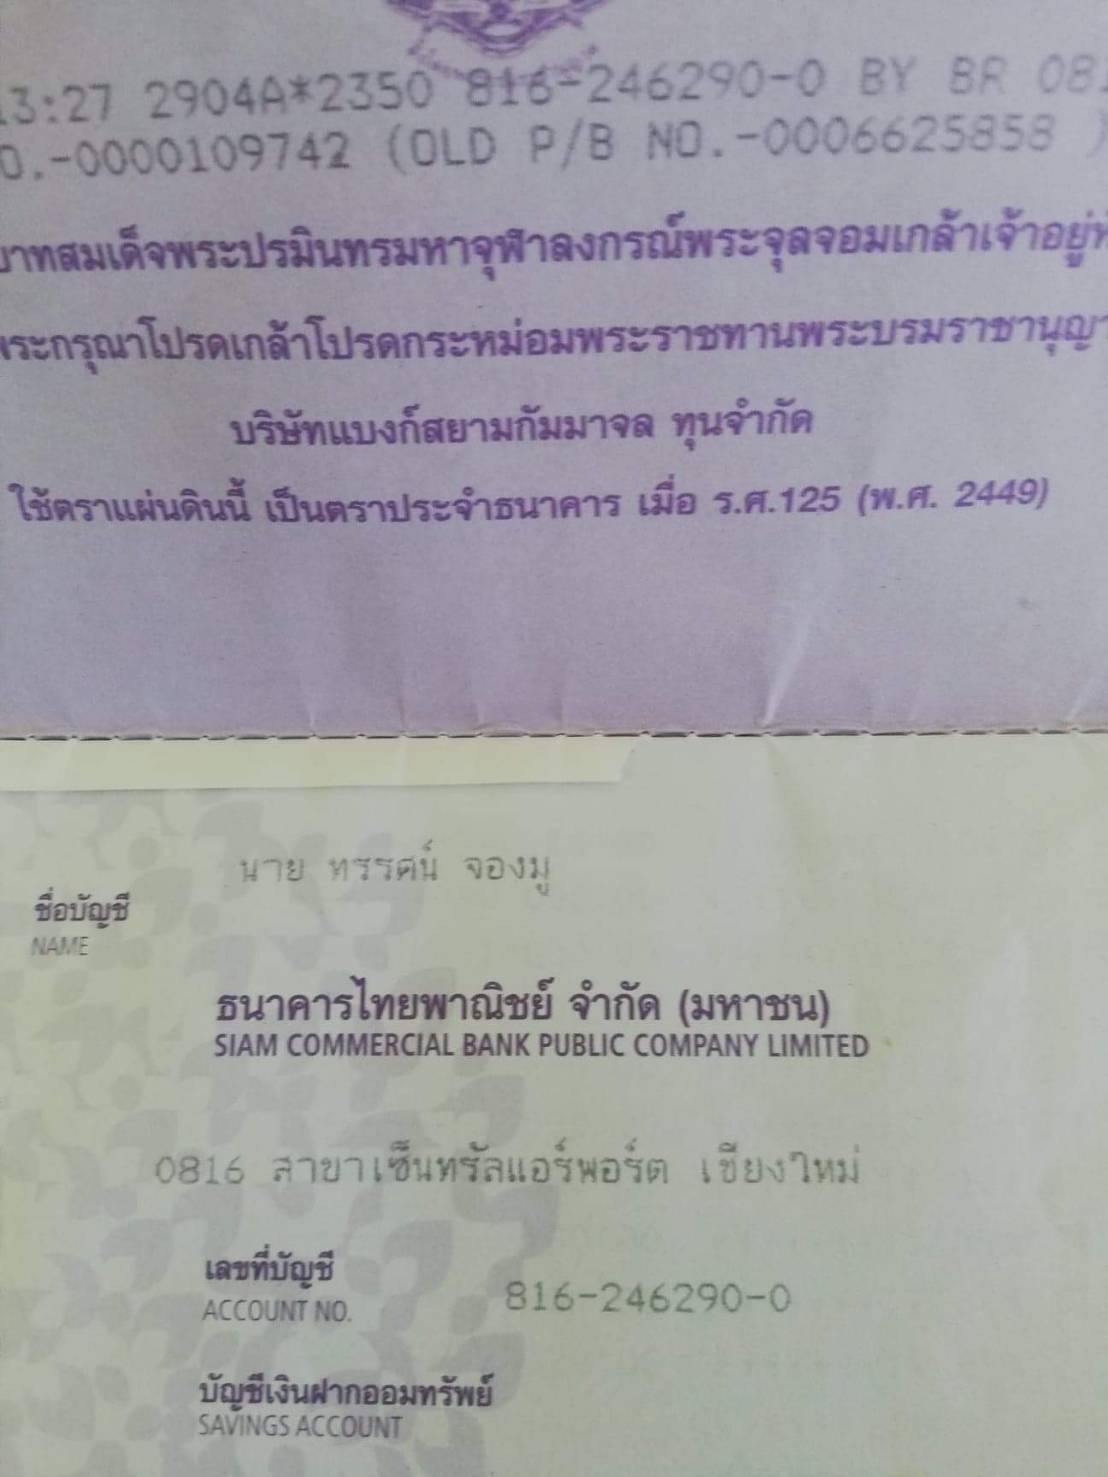 13:27 2904A*2350 816-246290-0 BY BR 081
0.-0000109742 (OLD P/B NO.-0006625858 )
บาทสมเด็จพระปรมินทรมหาจุฬาลงกรณ์พระจุลจอมเกล้าเจ้าอยู่หั
พระกรุณาโปรดเกล้าโปรดกระหม่อมพระราชทานพระบรมราชานุญา
บริษัทแบงก์สยามกัมมาจล ทุนจำกัด
ใช้ตราแผ่นดินนี้ เป็นตราประจำธนาคาร เมื่อ ร.ศ.125 (พ.ศ. 2449)
นาย ทรรศน์ จองมู
ชื่อบัญชี
NAME
ธนาคารไทยพาณิชย์ จำกัด (มหาชน)
SIAM COMMERCIAL BANK PUBLIC COMPANY LIMITED
0816 สาขาเซ็นทรัลแอร์พอร์ต เชียงใหม่
เลขที่บัญชี
816-246290-0
ACCOUNT NO.
บัญชีเงินฝากออมทรัพย์
SAVINGS ACCOUNT